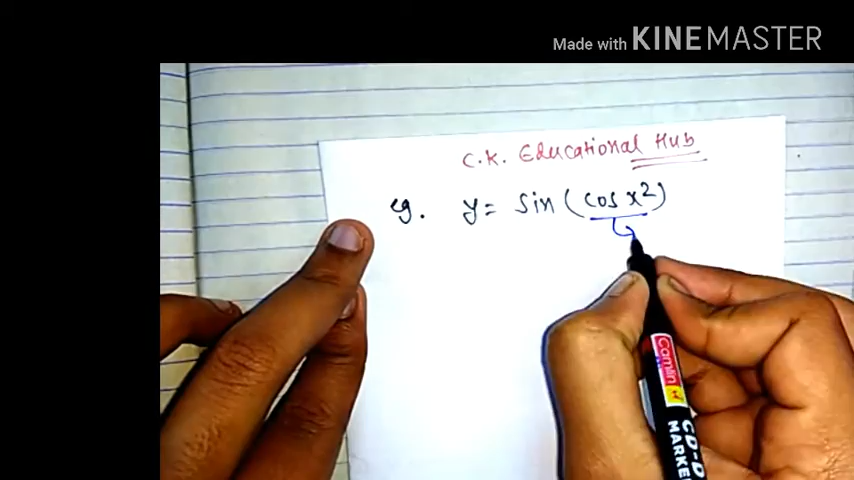 Made with KINEMASTER
C.K. Educational Hub
eg. y = sin (cos x²)
Camlin
CD-D
MARKER